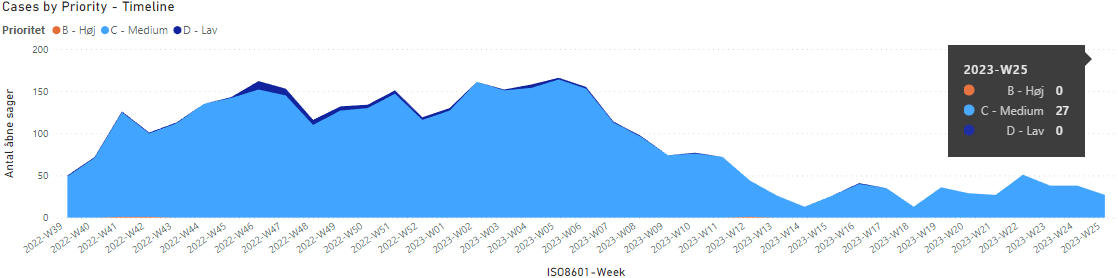 Cases by Priority - Timeline
Prioritet B - Høj C - Medium D - Lav
Antal åbne sager
200
150
100
50
0
2023-W25
B - Høj 0
C - Medium 27
D - Lav 0
2022-W39
2022-W40
2022-W41
2022-W42
2022-W43
2022-W44
2022-W45
2022-W46
2022-W47
2022-W48
2022-W49
2022-W50
2022-W51
2022-W52
2023-W01
2023-W02
2023-W03
2023-W04
2023-W05
2023-W06
2023-W07
2023-W08
2023-W09
2023-W10
2023-W11
2023-W12
2023-W13
2023-W14
2023-W15
2023-W16
2023-W17
2023-W18
2023-W19
2023-W20
2023-W21
2023-W22
2023-W23
2023-W24
2023-W25
ISO8601-Week